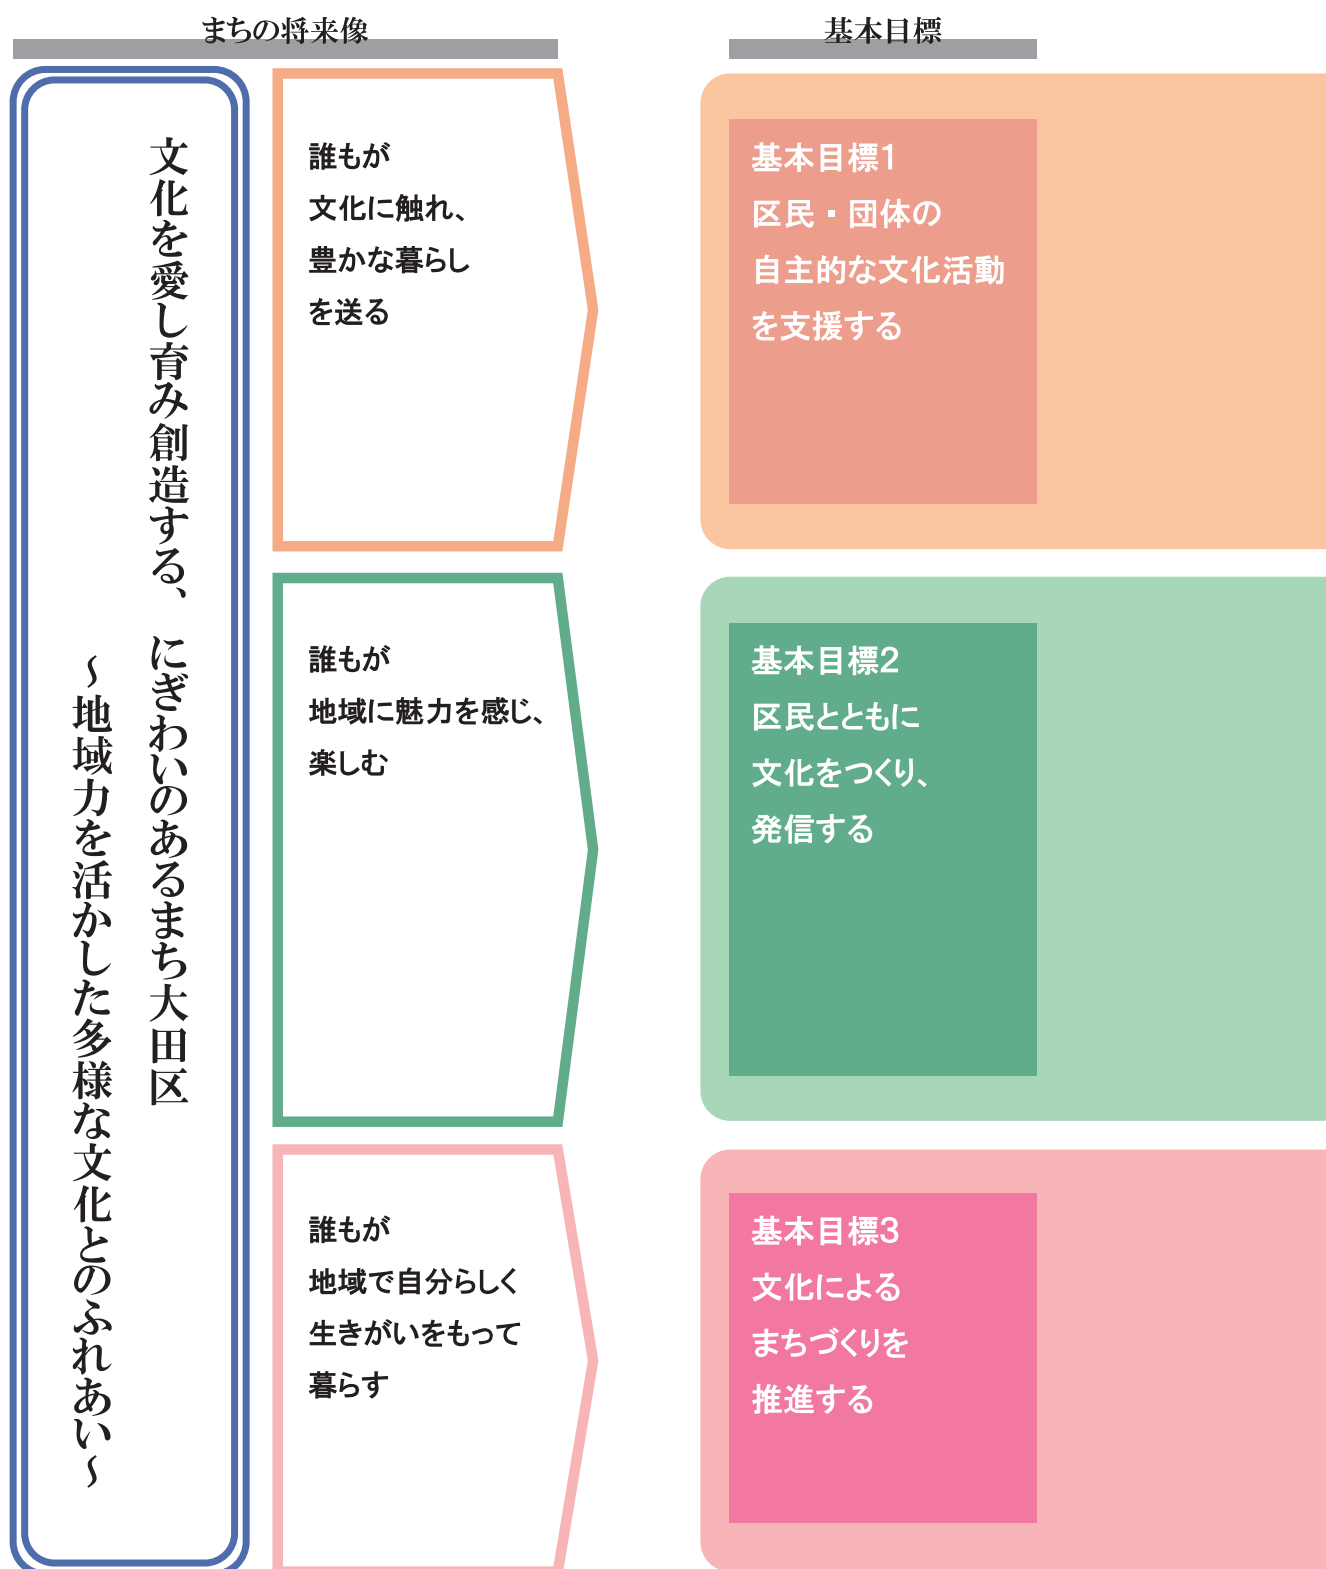 まちの将来像
基本目標
文化を愛し育み創造する、 にぎわいのあるまち大田区
～地域力を活かした多様な文化とのふれあい～
誰もが
文化に触れ、
豊かな暮らし
を送る
基本目標1
区民・団体の
自主的な文化活動
を支援する
誰もが
地域に魅力を感じ、
楽しむ
基本目標2
区民とともに
文化をつくり、
発信する
誰もが
地域で自分らしく
生きがいをもって
暮らす
基本目標3
文化による
まちづくりを
推進する